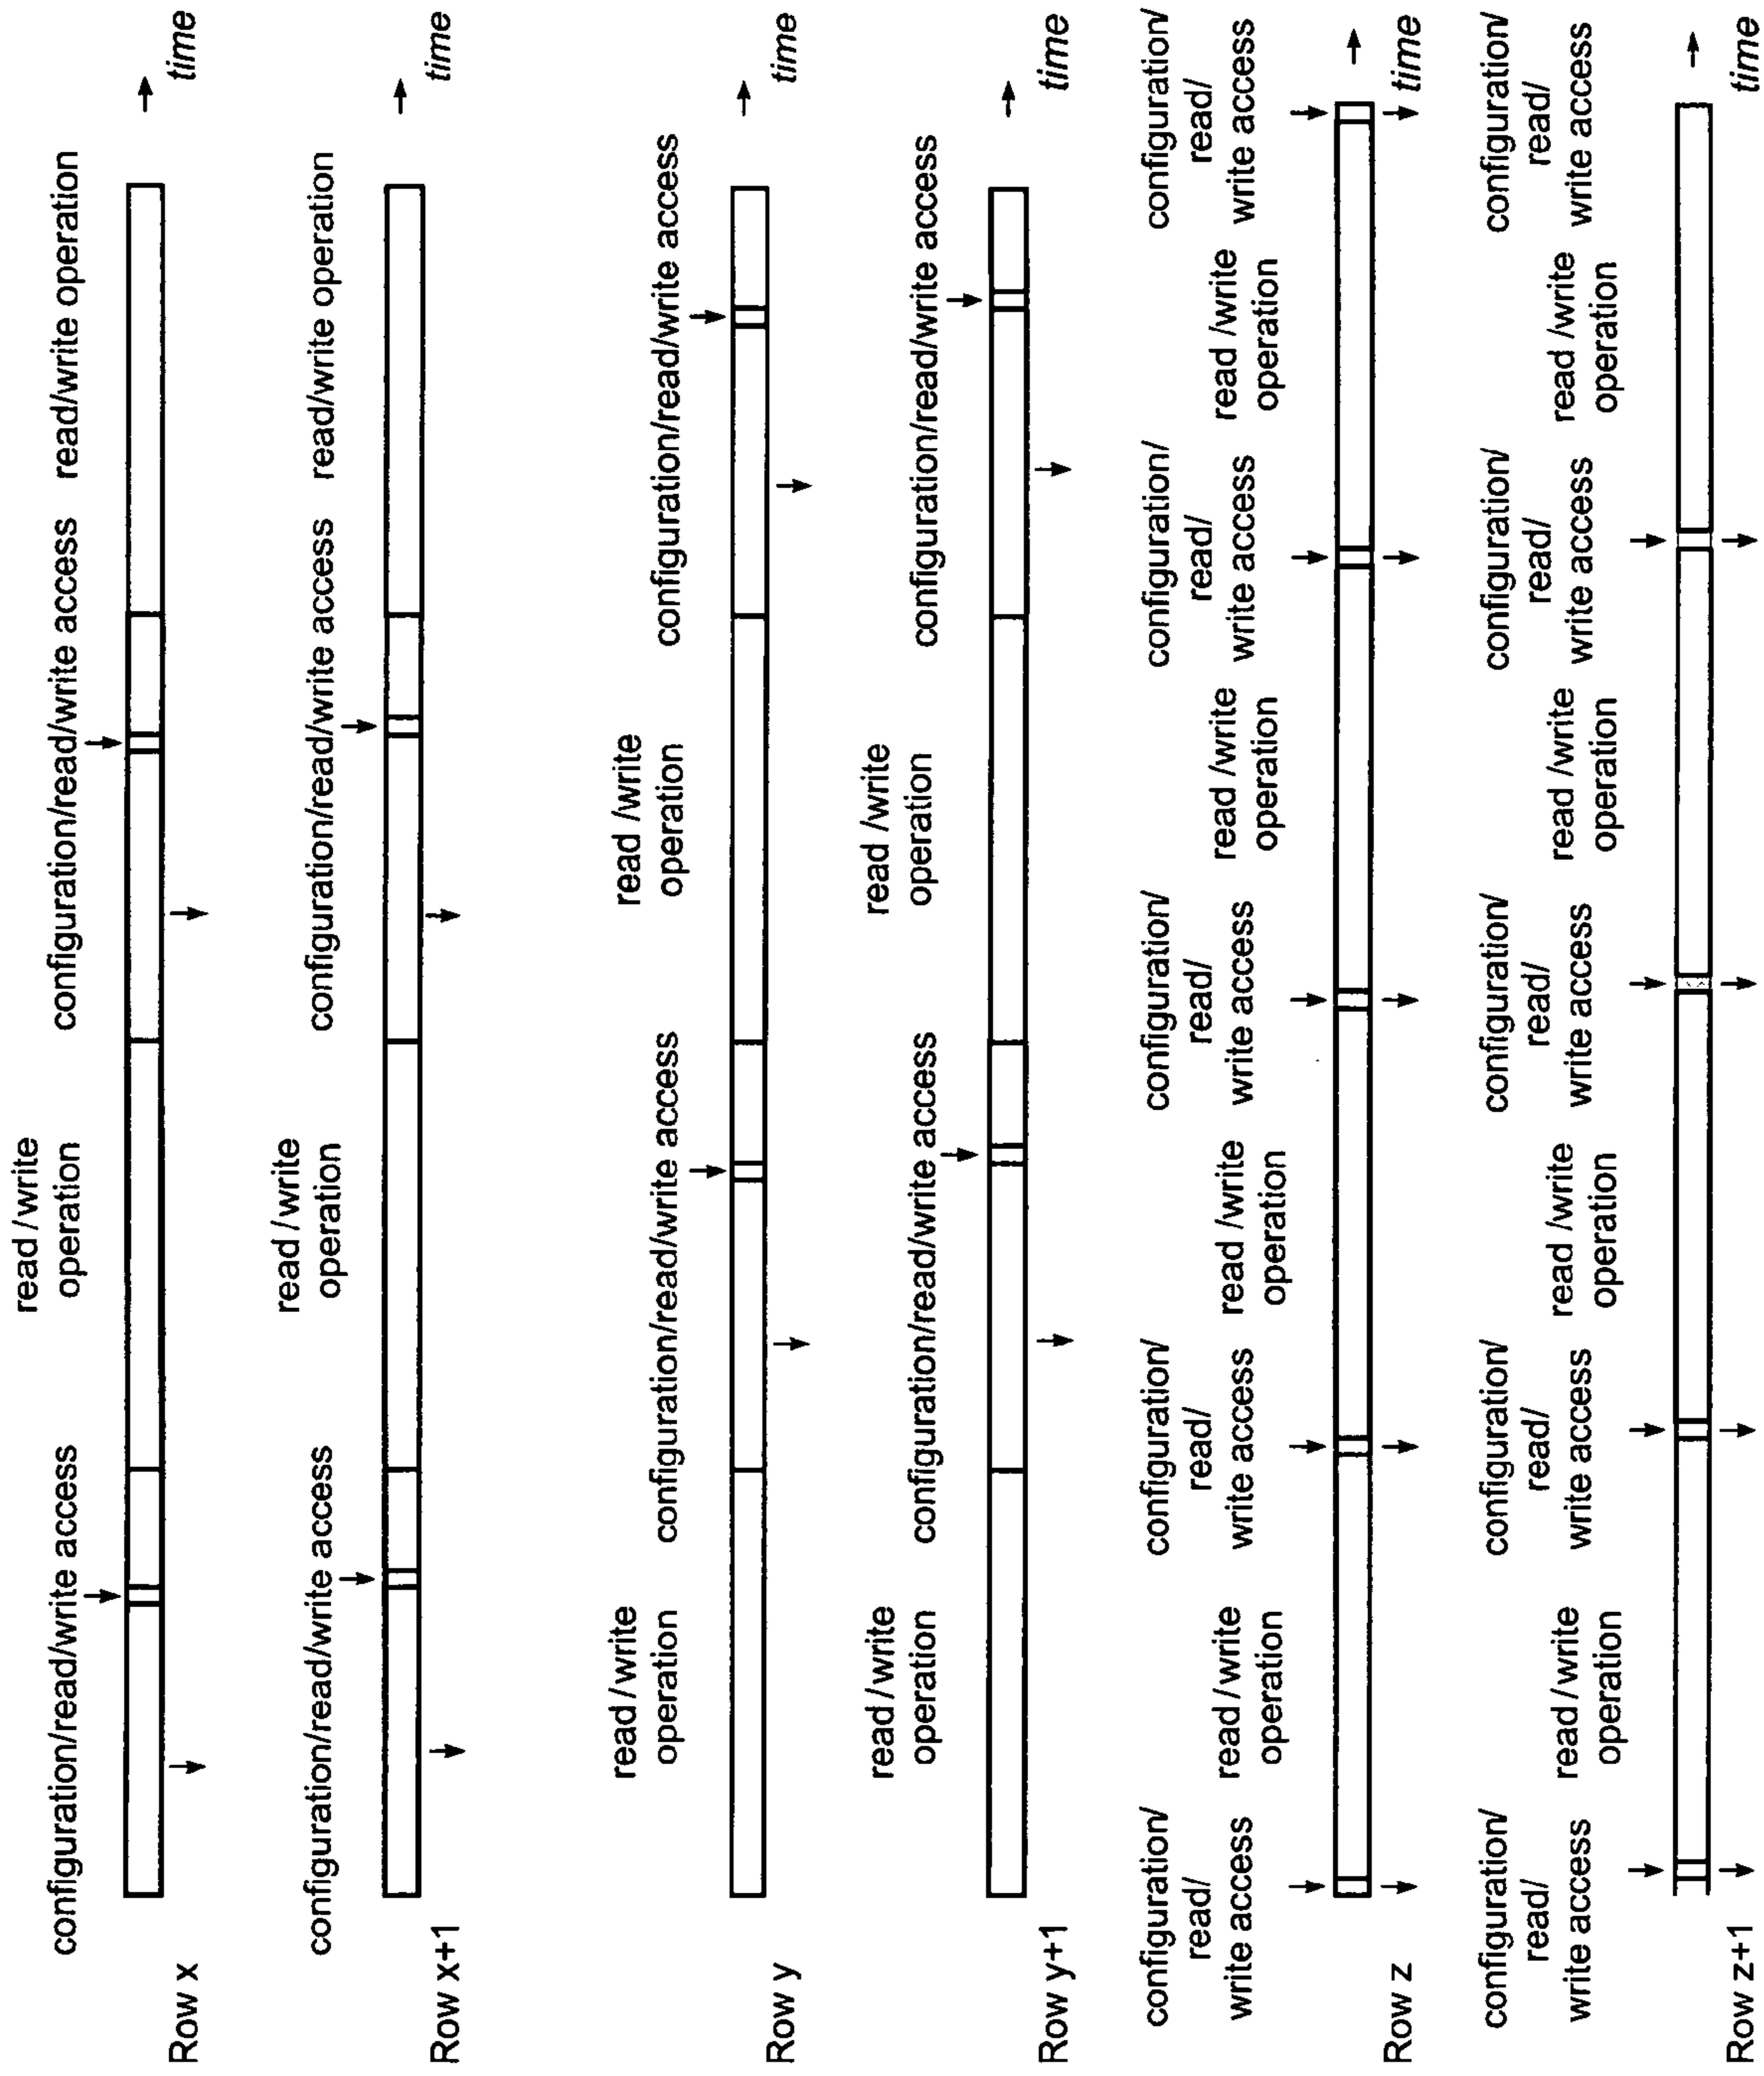 configuration/read/write access
read/write
operation
configuration/read/write access
read/write operation
Row x
time
configuration/read/write access
read/write
operation
configuration/read/write access
read/write operation
Row x+1
time
read/write
operation
configuration/read/write access
read/write
operation
configuration/read/write access
Row y
time
read/write
operation
configuration/read/write access
read/write
operation
configuration/read/write access
Row y+1
time
configuration/
read/
write access
read/write
operation
configuration/
read/
write access
read/write
operation
configuration/
read/
write access
read/write
operation
configuration/
read/
write access
read/write
operation
configuration/
read/
write access
Row z
time
configuration/
read/
write access
read/write
operation
configuration/
read/
write access
read/write
operation
configuration/
read/
write access
read/write
operation
configuration/
read/
write access
read/write
operation
configuration/
read/
write access
Row z+1
time